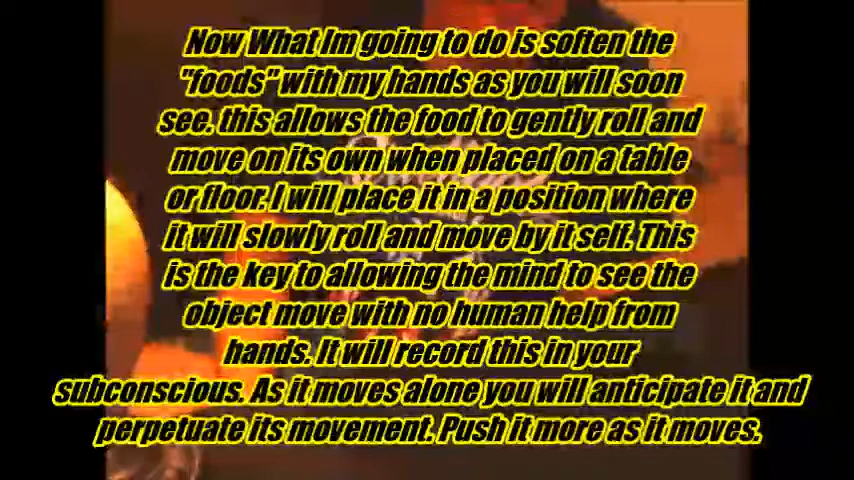 Now What Im going to do is soften the
"foods" with my hands as you will soon
see. this allows the food to gently roll and
move on its own when placed on a table
or floor. I will place it in a position where
it will slowly roll and move by it self. This
is the key to allowing the mind to see the
object move with no human help from
hands. It will record this in your
subconscious. As it moves alone you will anticipate it and
perpetuate its movement. Push it more as it moves.